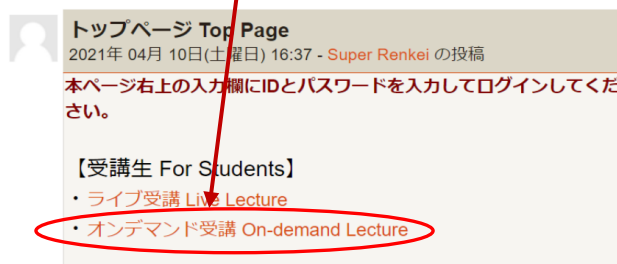 トップページ Top Page
2021年 04月 10日(土曜日) 16:37 - Super Renkei の投稿
本ページ右上の入力欄にIDとパスワードを入力してログインしてくだ
さい。
【受講生 For Students】
・ライブ受講 Live Lecture
・オンデマンド受講 On-demand Lecture